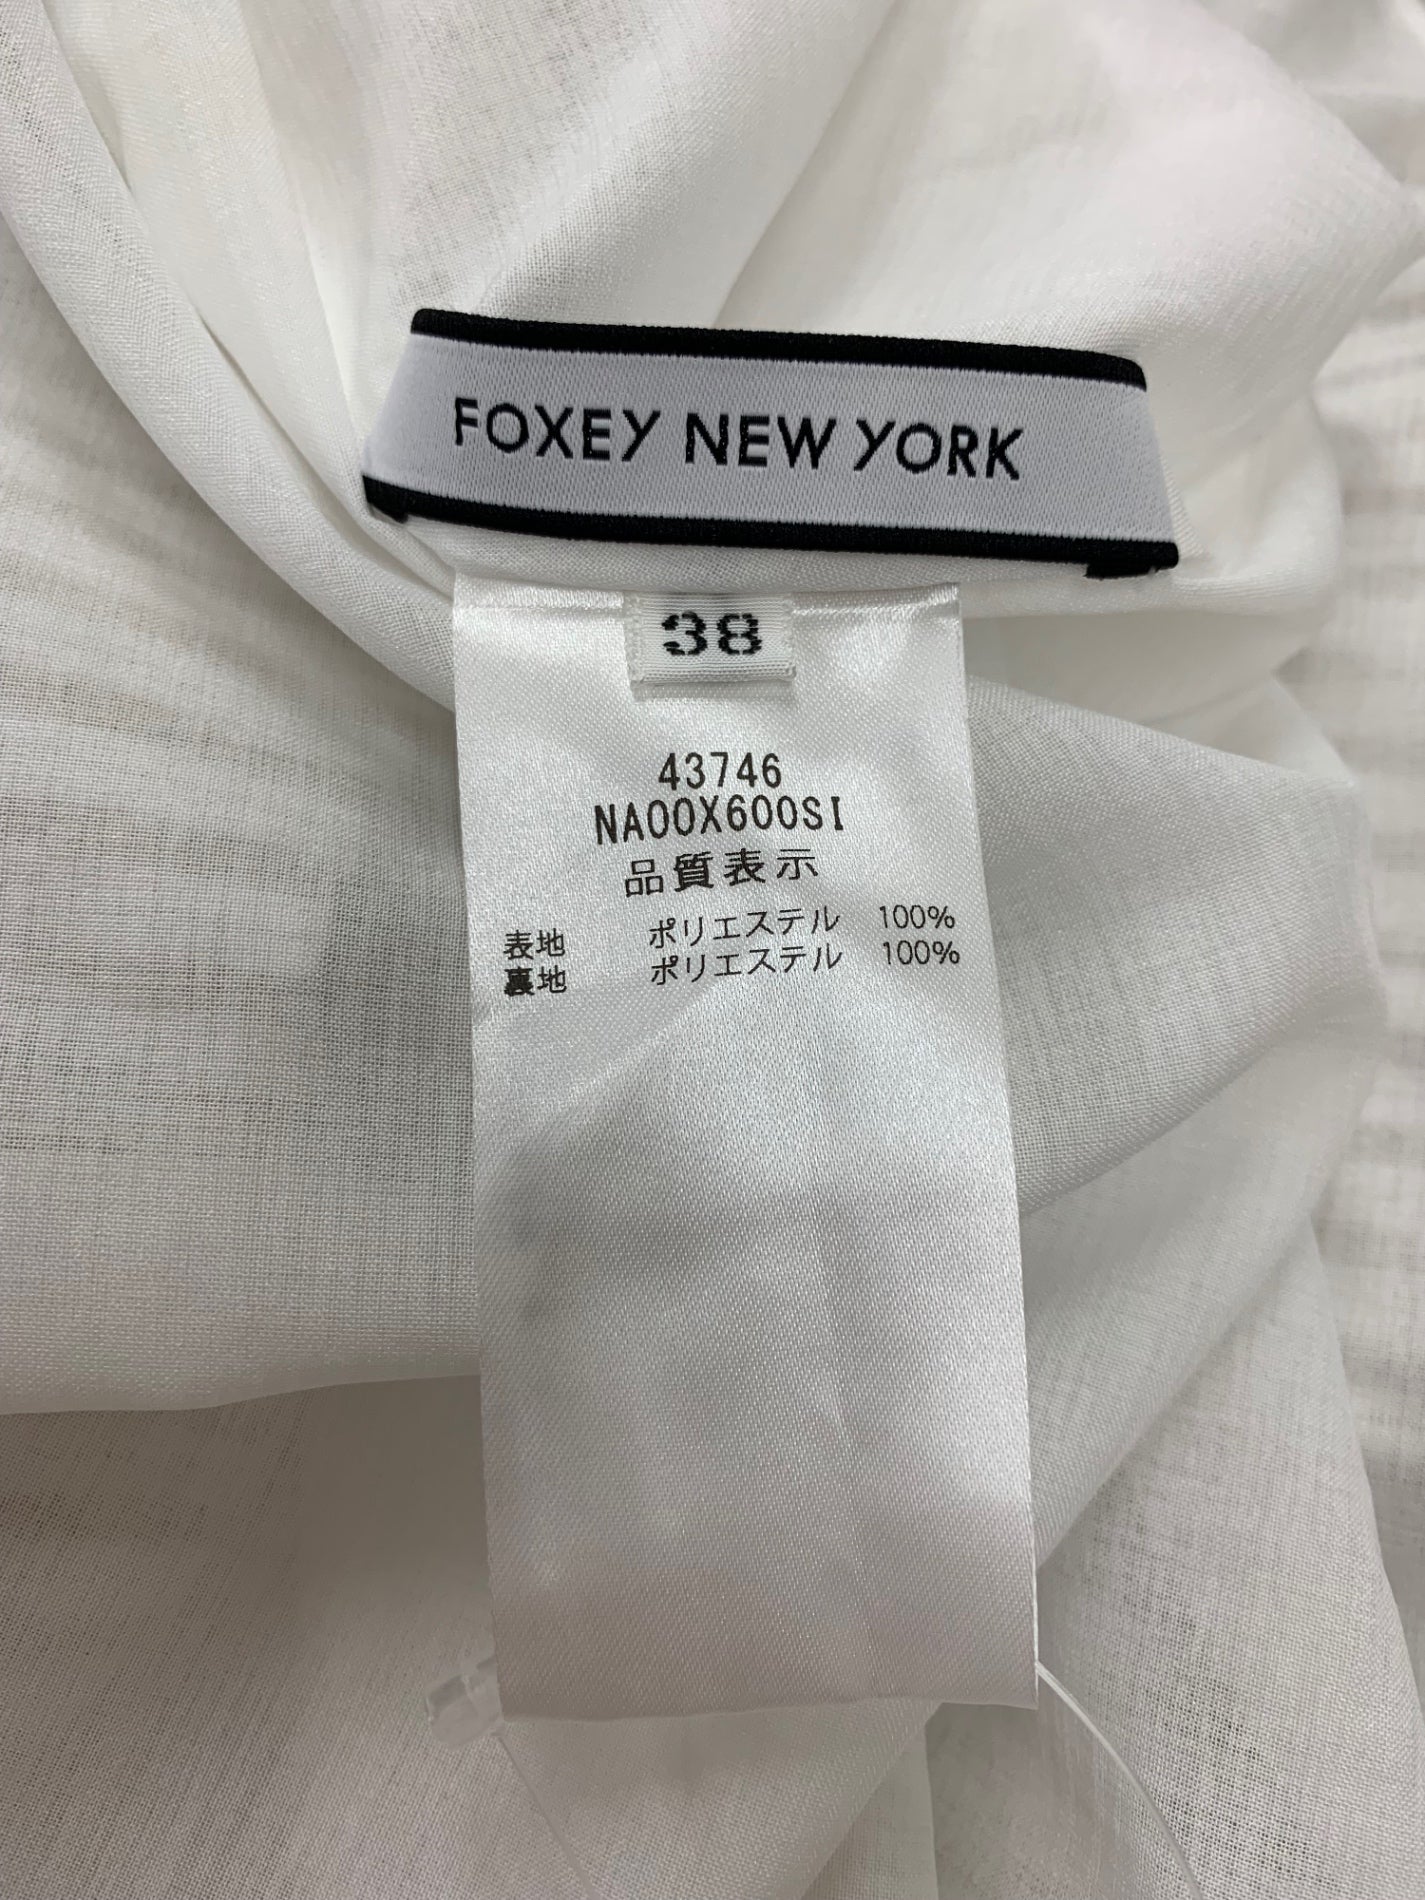 FOXEY NEW YORK
38
43746
NA00X600SI
品質表示
表地 ポリエステル 100%
裏地 ポリエステル 100%